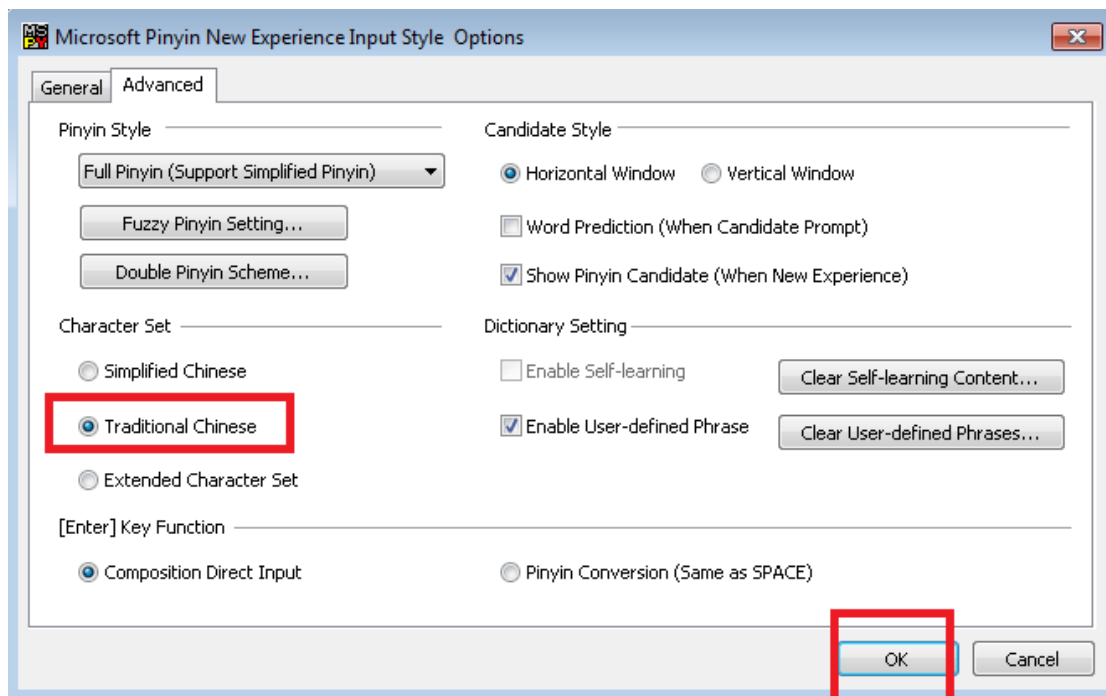 Microsoft Pinyin New Experience Input Style Options
General
Advanced
Pinyin Style
Full Pinyin (Support Simplified Pinyin)
Fuzzy Pinyin Setting...
Double Pinyin Scheme...
Candidate Style
Horizontal Window
Vertical Window
Word Prediction (When Candidate Prompt)
Show Pinyin Candidate (When New Experience)
Character Set
Simplified Chinese
Traditional Chinese
Extended Character Set
Dictionary Setting
Enable Self-learning
Clear Self-learning Content...
Enable User-defined Phrase
Clear User-defined Phrases...
[Enter] Key Function
Composition Direct Input
Pinyin Conversion (Same as SPACE)
OK
Cancel